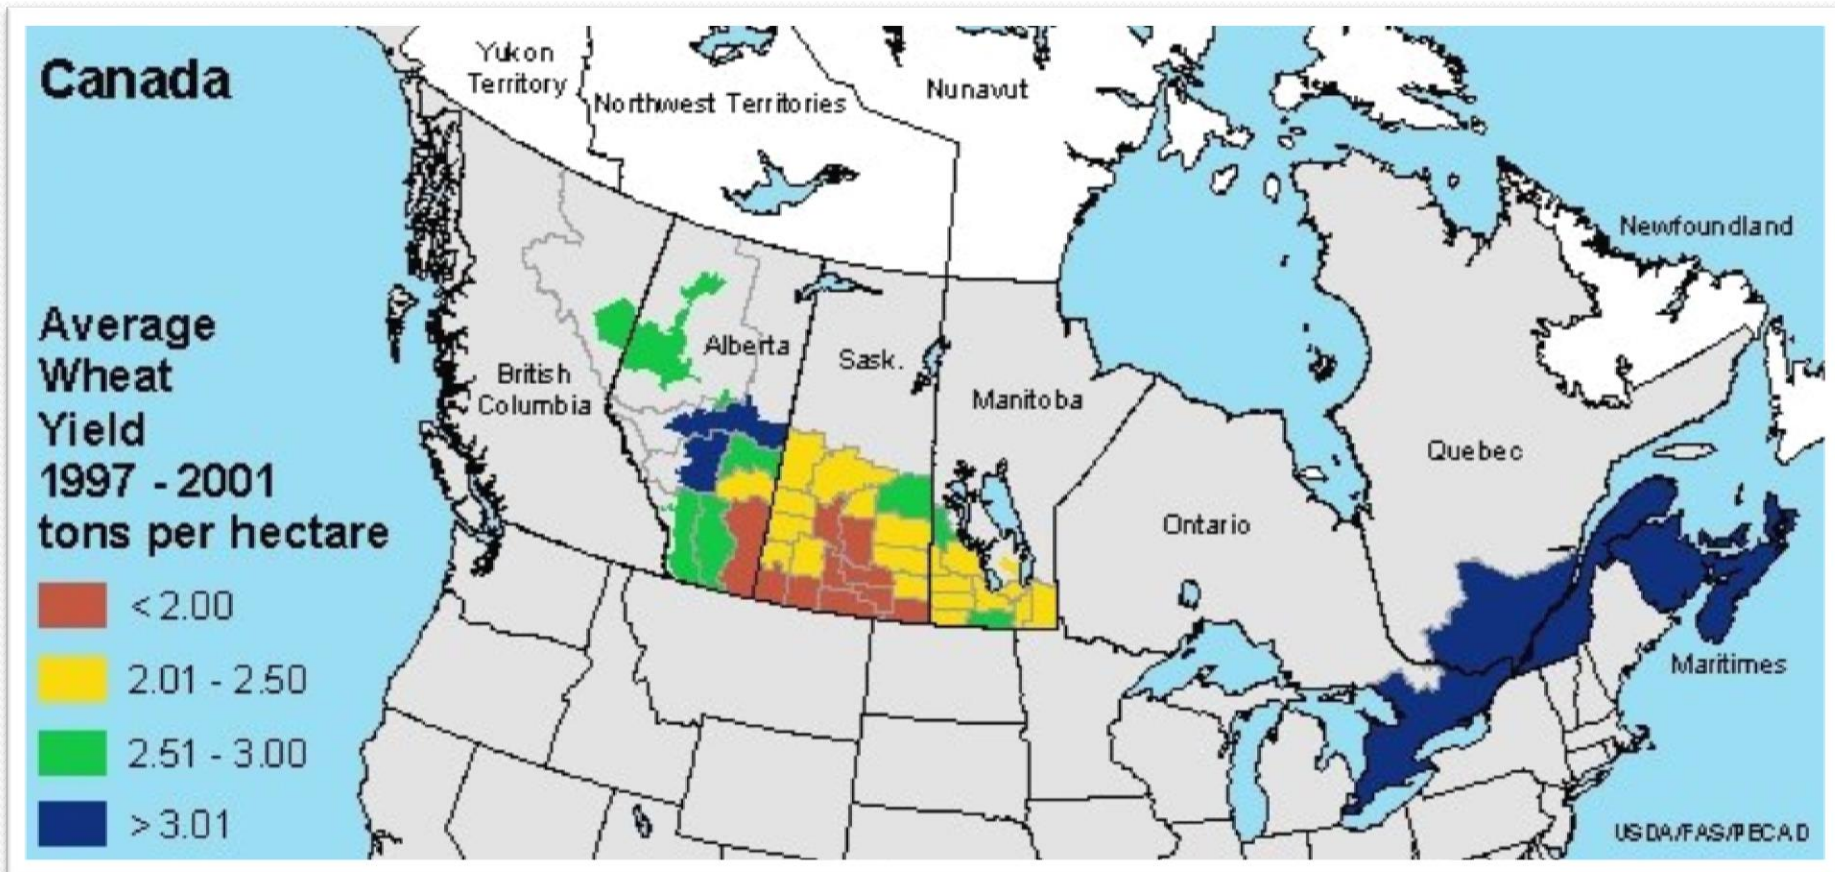 Canada
Average
Wheat
Yield
1997 - 2001
tons per hectare
< 2.00
2.01 - 2.50
2.51 - 3.00
> 3.01
Yukon
Territory
Northwest Territories
Nunavut
British
Columbia
Alberta
Sask.
Manitoba
Ontario
Quebec
Newfoundland
Maritimes
USDA/FAS/PECAD